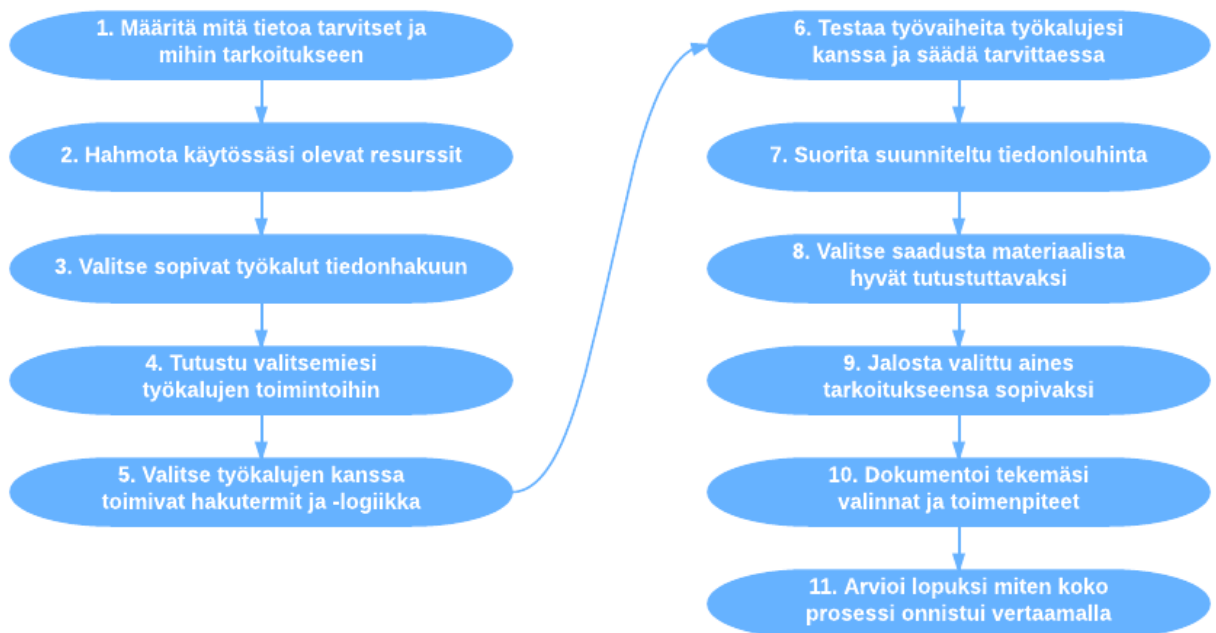 1. Määritä mitä tietoa tarvitset ja
mihin tarkoitukseen
2. Hahmota käytössäsi olevat resurssit
3. Valitse sopivat työkalut tiedonhakuun
4. Tutustu valitsemiesi
työkalujen toimintoihin
5. Valitse työkalujen kanssa
toimivat hakutermit ja -logiikka
6. Testaa työvaiheita työkalujesi
kanssa ja säädä tarvittaessa
7. Suorita suunniteltu tiedonlouhinta
8. Valitse saadusta materiaalista
hyvät tutustuttavaksi
9. Jalosta valittu aines
tarkoitukseensa sopivaksi
10. Dokumentoi tekemäsi
valinnat ja toimenpiteet
11. Arvioi lopuksi miten koko
prosessi onnistui vertaamalla